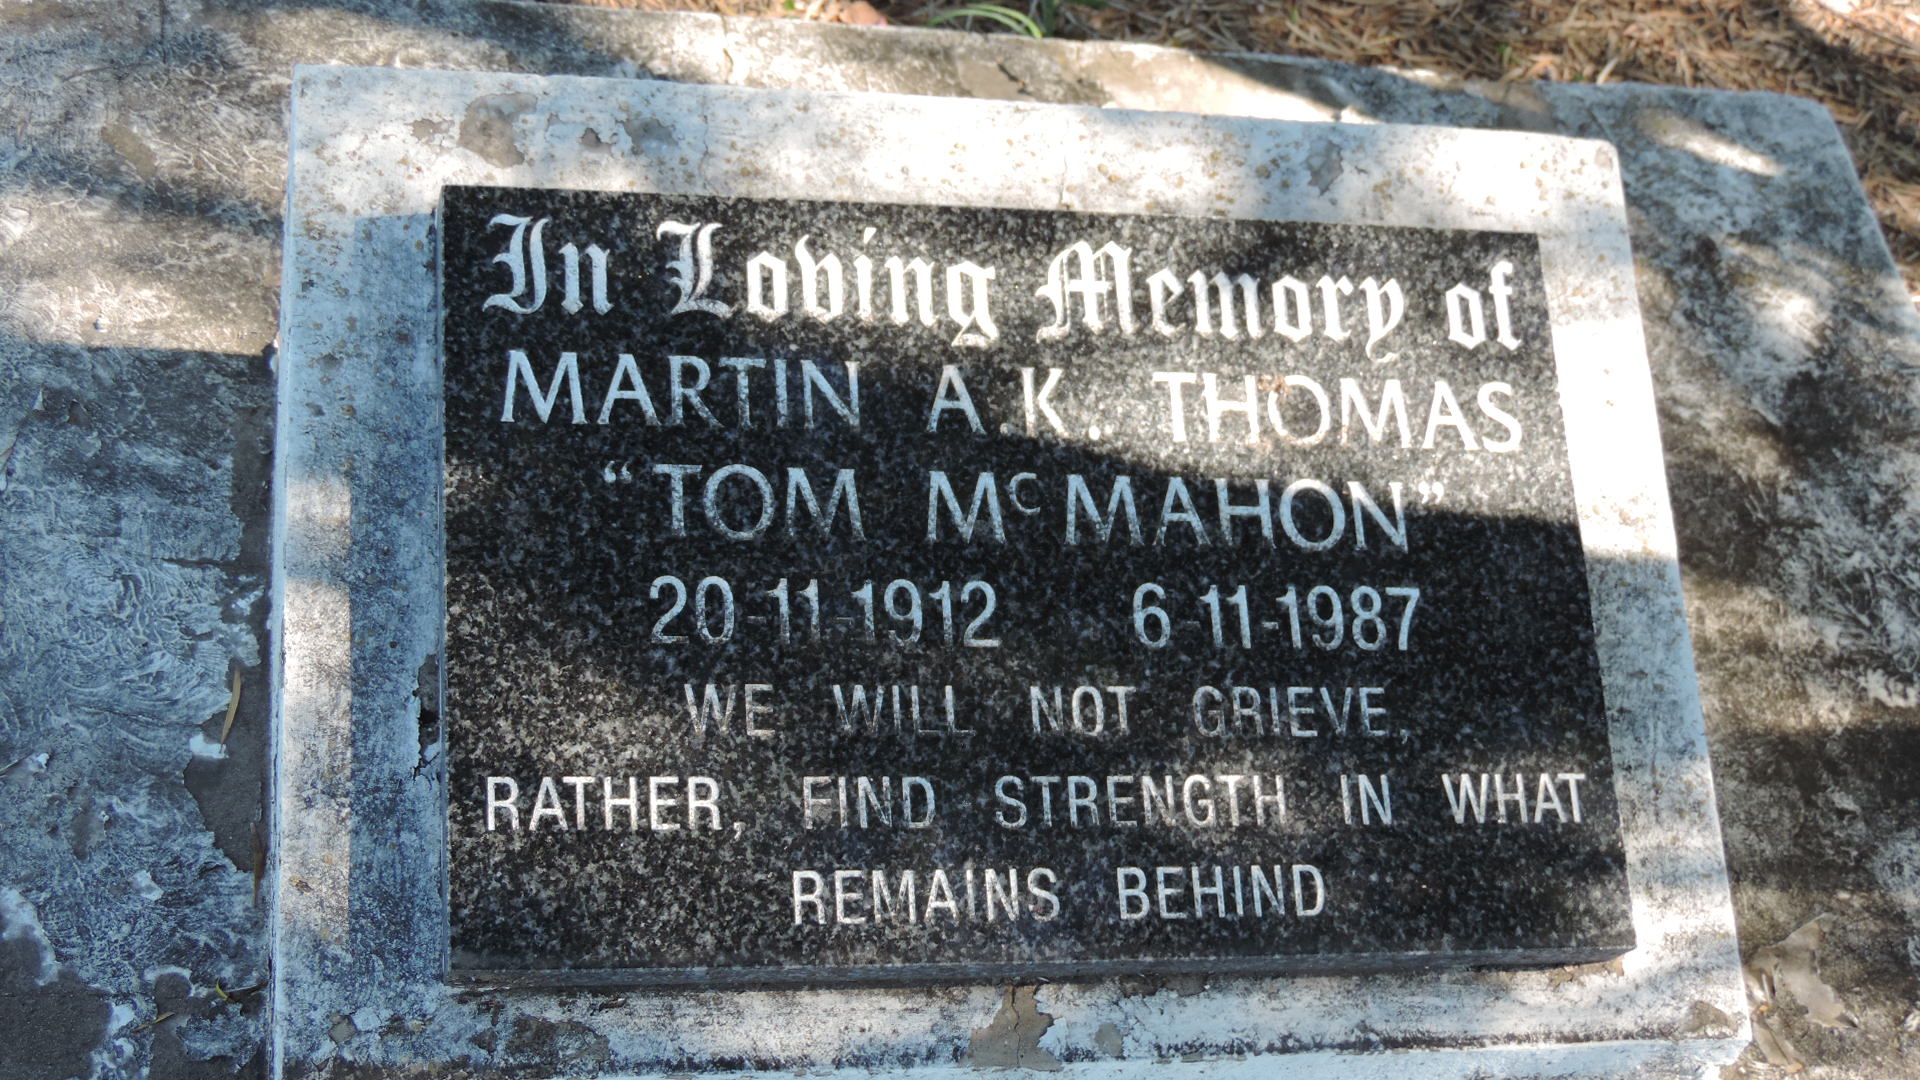 In Loving Memory of
MARTIN A.K. THOMAS
“TOM McMAHON”
20-11-1912 6-11-1987
WE WILL NOT GRIEVE,
RATHER, FIND STRENGTH IN WHAT
REMAINS BEHIND